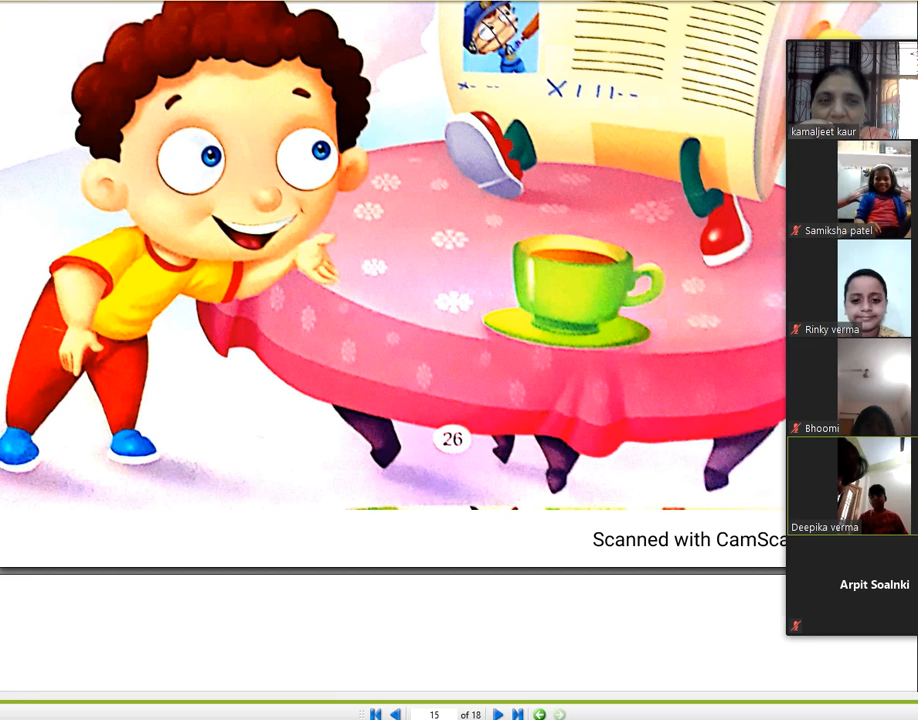 kamaljeet kaur
Samiksha patel
Rinky verma
26
Bhoomi
Deepika verma
Scanned with CamSca
Arpit Soalnki
15 of 18